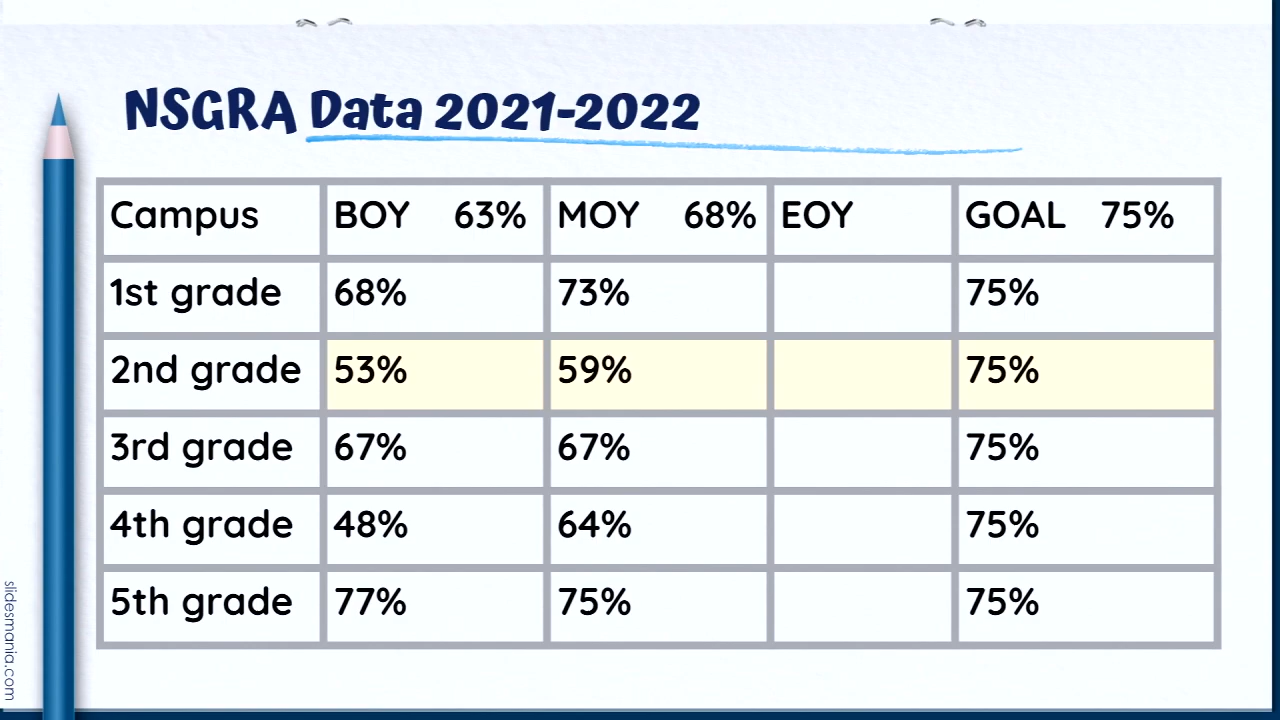 NSGRA Data 2021-2022
Campus BOY 63% MOY 68% EOY GOAL 75%
1st grade 68% 73% 75%
2nd grade 53% 59% 75%
3rd grade 67% 67% 75%
4th grade 48% 64% 75%
5th grade 77% 75% 75%
slidesmania.com